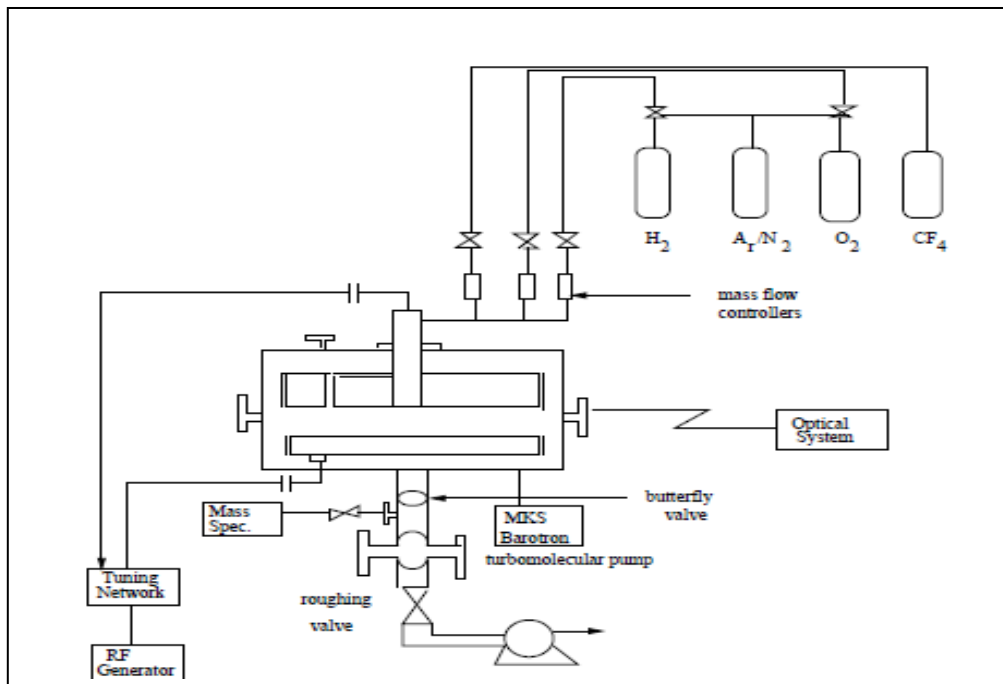 H2 Ar/N2 O2 CF4
mass flow
controllers
Optical
System
butterfly
valve
Mass
Spec.
MKS
Barotron
turbomolecular pump
Tuning
Network
roughing
valve
RF
Generator